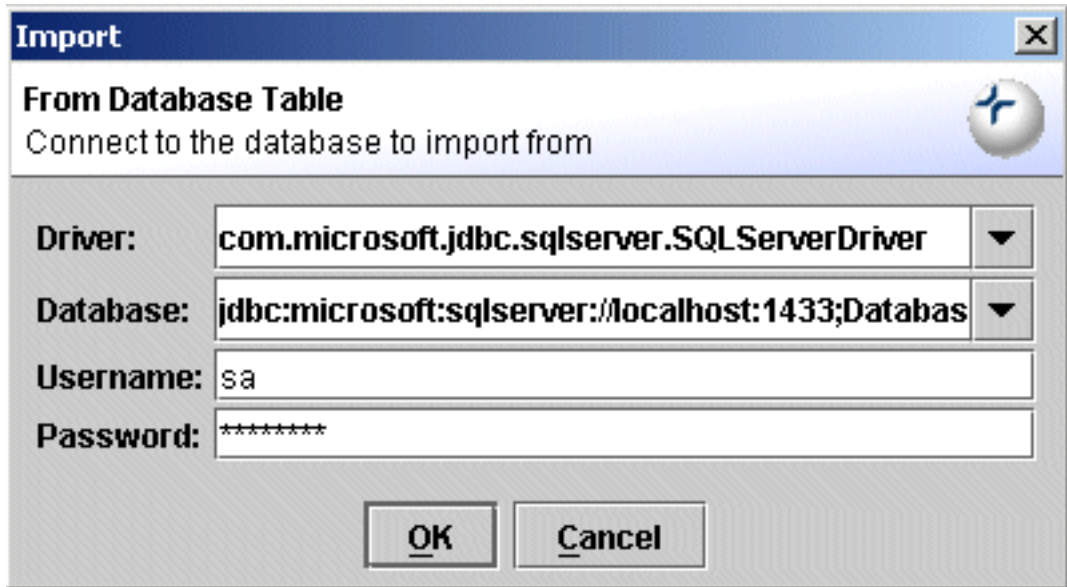 Import
From Database Table
Connect to the database to import from
Driver: com.microsoft.jdbc.sqlserver.SQLServerDriver
Database: jdbc:microsoft:sqlserver://localhost:1433;Databas
Username: sa
Password: ********
OK Cancel